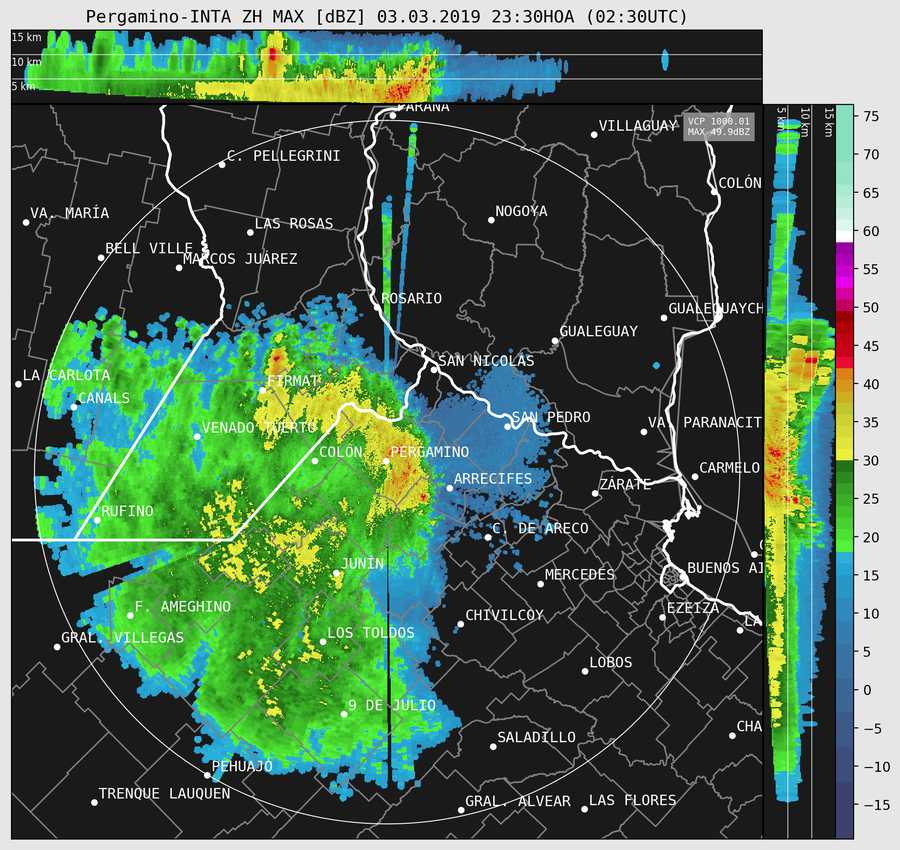 Pergamino-INTA ZH MAX [dBZ] 03.03.2019 23:30HOA (02:30UTC)
15 km
10 km
5 km
5 km
10 km
15 km
PARANÁ
VILLAGUAY
VCP 1000.01
MAX 49.9dBZ
C. PELLEGRINI
COLÓN
VA. MARÍA
LAS ROSAS
NOGOYA
BELL VILLE
MARCOS JUÁREZ
ROSARIO
GUALEGUAYCH
GUALEGUAY
SAN NICOLÁS
LA CARLOTA
FIRMAT
CANALS
SAN PEDRO
VENADO TUERTO
VA. PARANACIT
COLÓN
PERGAMINO
CARMELO
ARRECIFES
ZÁRATE
RUFINO
C. DE ARECO
JUNÍN
MERCEDES
BUENOS AI
F. AMEGHINO
CHIVILCOY
EZEIZA
LA
GRAL. VILLEGAS
LOS TOLDOS
LOBOS
9 DE JULIO
SALADILLO
CHA
PEHUAJÓ
TRENQUE LAUQUEN
GRAL. ALVEAR
LAS FLORES
75
70
65
60
55
50
45
40
35
30
25
20
15
10
5
0
−5
−10
−15